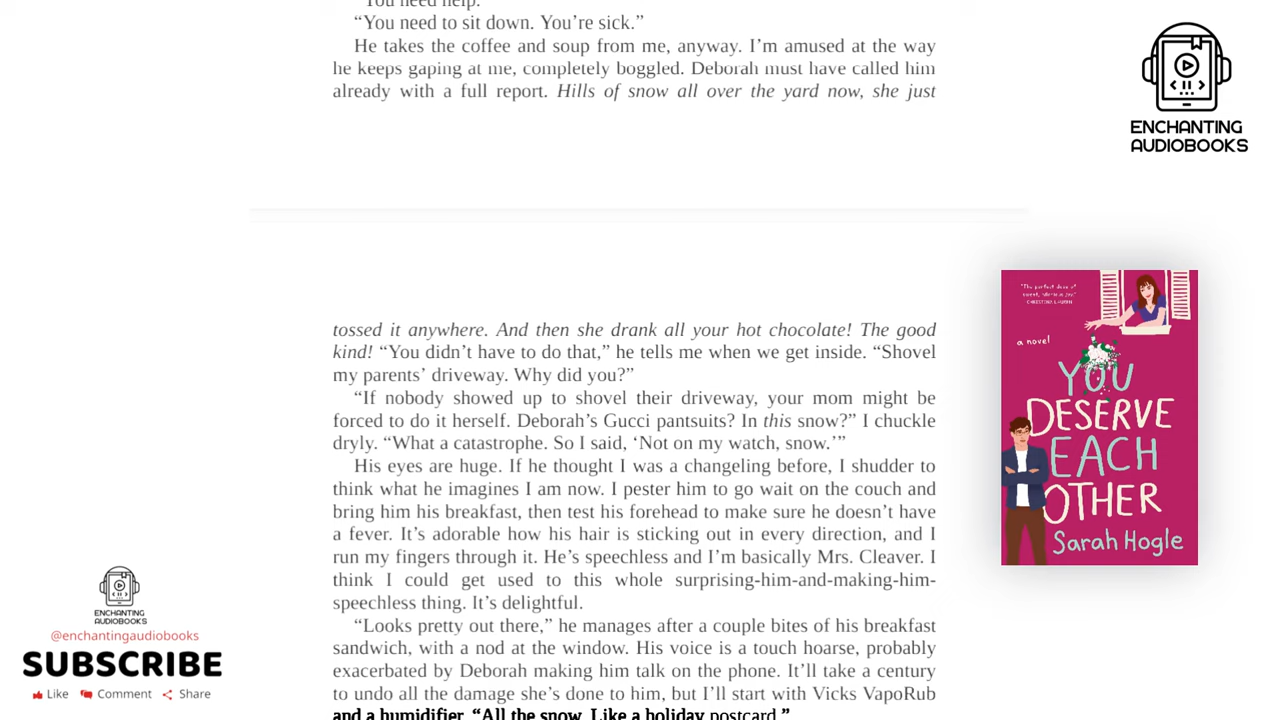 "You need help."
"You need to sit down. You're sick."
He takes the coffee and soup from me, anyway. I'm amused at the way
he keeps gaping at me, completely boggled. Deborah must have called him
already with a full report. Hills of snow all over the yard now, she just
tossed it anywhere. And then she drank all your hot chocolate! The good
kind! "You didn't have to do that," he tells me when we get inside. "Shovel
my parents' driveway. Why did you?"
"If nobody showed up to shovel their driveway, your mom might be
forced to do it herself. Deborah's Gucci pantsuits? In this snow?" I chuckle
dryly. "What a catastrophe. So I said, 'Not on my watch, snow.'"
His eyes are huge. If he thought I was a changeling before, I shudder to
think what he imagines I am now. I pester him to go wait on the couch and
bring him his breakfast, then test his forehead to make sure he doesn't have
a fever. It's adorable how his hair is sticking out in every direction, and I
run my fingers through it. He's speechless and I'm basically Mrs. Cleaver. I
think I could get used to this whole surprising-him-and-making-him-
speechless thing. It's delightful.
"Looks pretty out there," he manages after a couple bites of his breakfast
sandwich, with a nod at the window. His voice is a touch hoarse, probably
exacerbated by Deborah making him talk on the phone. It'll take a century
to undo all the damage she's done to him, but I'll start with Vicks VapoRub
and a humidifier. "All the snow. Like a holiday postcard."
ENCHANTING
AUDIOBOOKS
"The perfect dose of
CHRISTINA LAUREN
a novel
YOU
DESERVE
EACH
OTHER
Sarah Hogle
ENCHANTING
AUDIOBOOKS
@enchantingaudiobooks
SUBSCRIBE
Like Comment Share